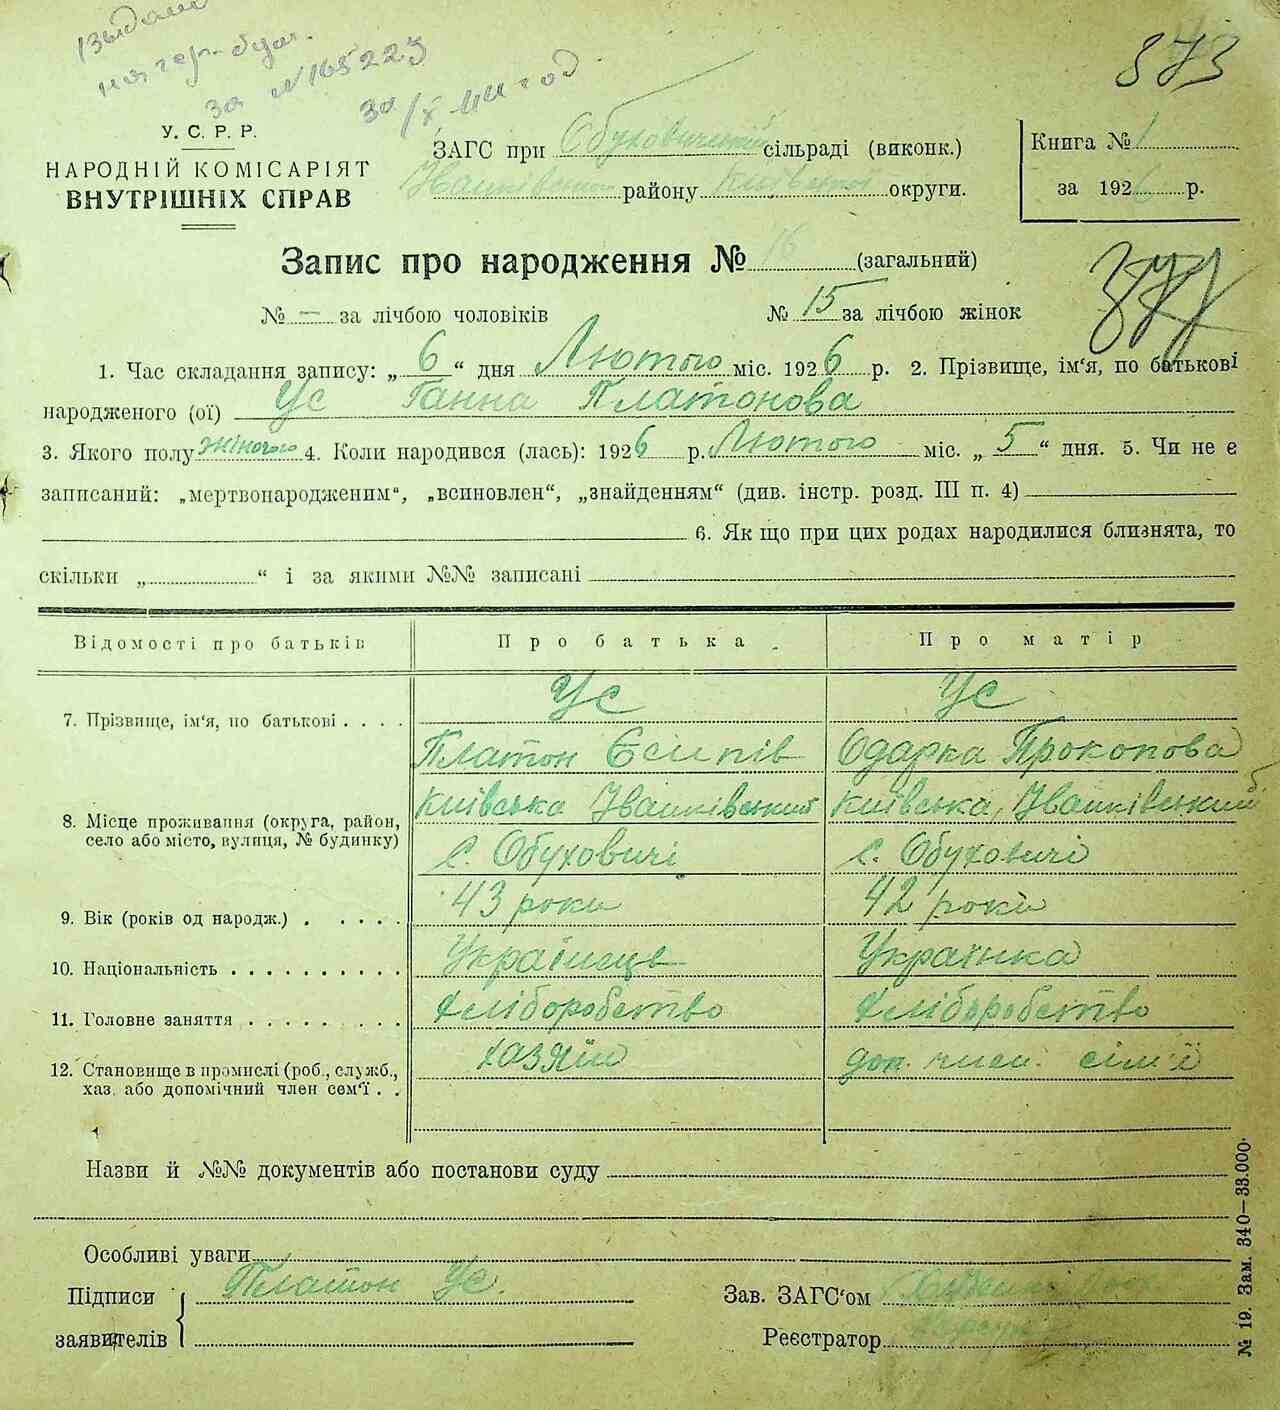 за №165223
873
У. С. Р. Р.
НАРОДНІЙ КОМІСАРІЯТ
ВНУТРІШНІХ СПРАВ
ЗАГС при Обуховичській сільраді (виконк.)
Іванківського району Київської округи.
Книга № 1
за 1926 р.
Запис про народження № 16 (загальний)
№ — за лічбою чоловіків № 15 за лічбою жінок
377
1. Час складання запису: „ 6 “ дня Лютого міс. 1926 р. 2. Прізвище, ім‘я, по батькові
народженого (ої) Ус Ганна Платонова
3. Якого полу жіночого 4. Коли народився (лась): 1926 р. Лютого міс. „ 5 “ дня. 5. Чи не є
записаний: „мертвонародженим“, „всиновлен“, „знайденням“ (див. інстр. розд. III п. 4)
6. Як що при цих родах народилися близнята, то
скільки „ “ і за якими №№ записані
Відомості про батьків Про батька Про матір
Ус Ус
7. Прізвище, ім‘я, по батькові . . . .
Платон Єсипів Одарка Прокопова
Київська Іванківський Київська, Іванківський
8. Місце проживання (округа, район,
село або місто, вулиця, № будинку)
с. Обуховичі с. Обуховичі
9. Вік (років од народж.) . . . . . 43 роки 42 роки
10. Національність . . . . . . . . . . Українець Українка
11. Головне заняття . . . . . . . . . Хліборобство Хліборобство
12. Становище в промислі (роб., служб., хазяїн доп. член. сім'ї
хаз. або допомічний член сем‘ї . .
Назви й №№ документів або постанови суду
Особливі уваги
Підписи Платон Ус. Зав. ЗАГС‘ом
заявителів Реєстратор
№ 19. Зам. 340—33.000.